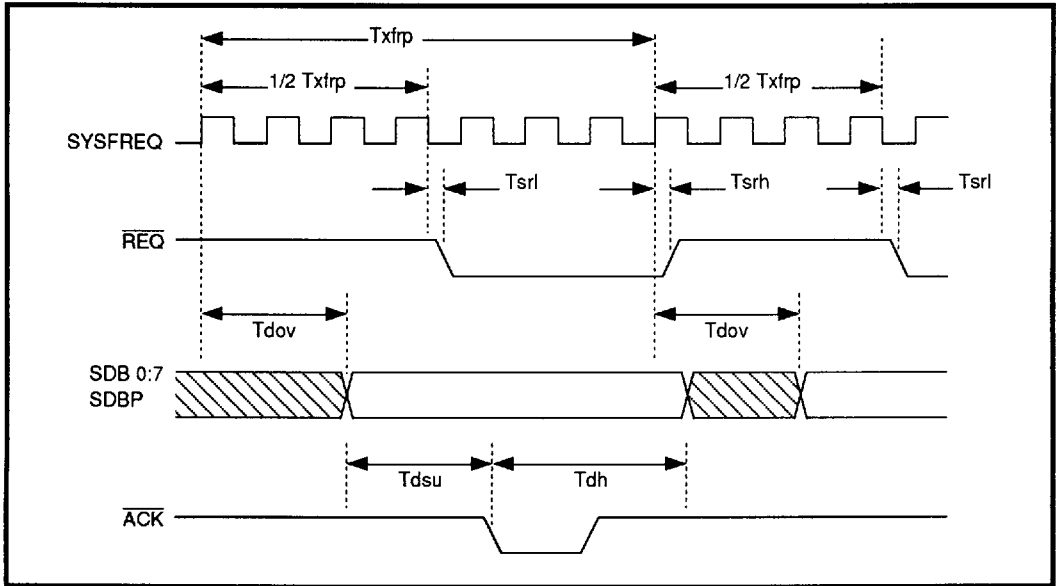 Txfrp
1/2 Txfrp
1/2 Txfrp
SYSFREQ
Tsrl
Tsrh
Tsrl
REQ
Tdov
Tdov
SDB 0:7
SDBP
Tdsu
Tdh
ACK